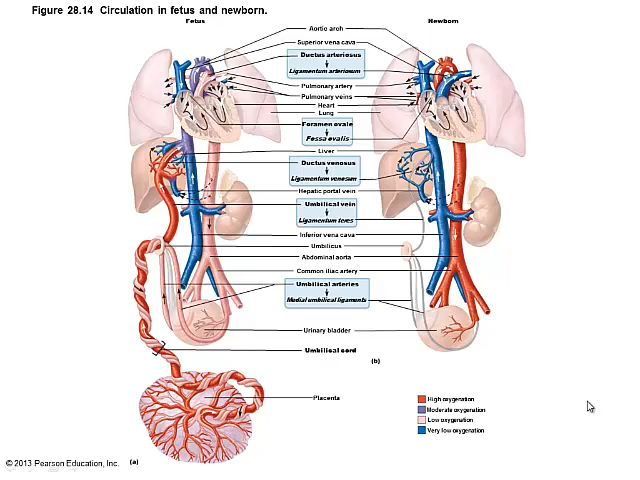 Figure 28.14 Circulation in fetus and newborn.
Fetus
Newborn
Aortic arch
Superior vena cava
Ductus arteriosus
Ligamentum arteriosum
Pulmonary artery
Pulmonary veins
Heart
Lung
Foramen ovale
Fossa ovalis
Liver
Ductus venosus
Ligamentum venosum
Hepatic portal vein
Umbilical vein
Ligamentum teres
Inferior vena cava
Umbilicus
Abdominal aorta
Common iliac artery
Umbilical arteries
Medial umbilical ligaments
Urinary bladder
Umbilical cord
(b)
Placenta
High oxygenation
Moderate oxygenation
Low oxygenation
Very low oxygenation
© 2013 Pearson Education, Inc.
(a)